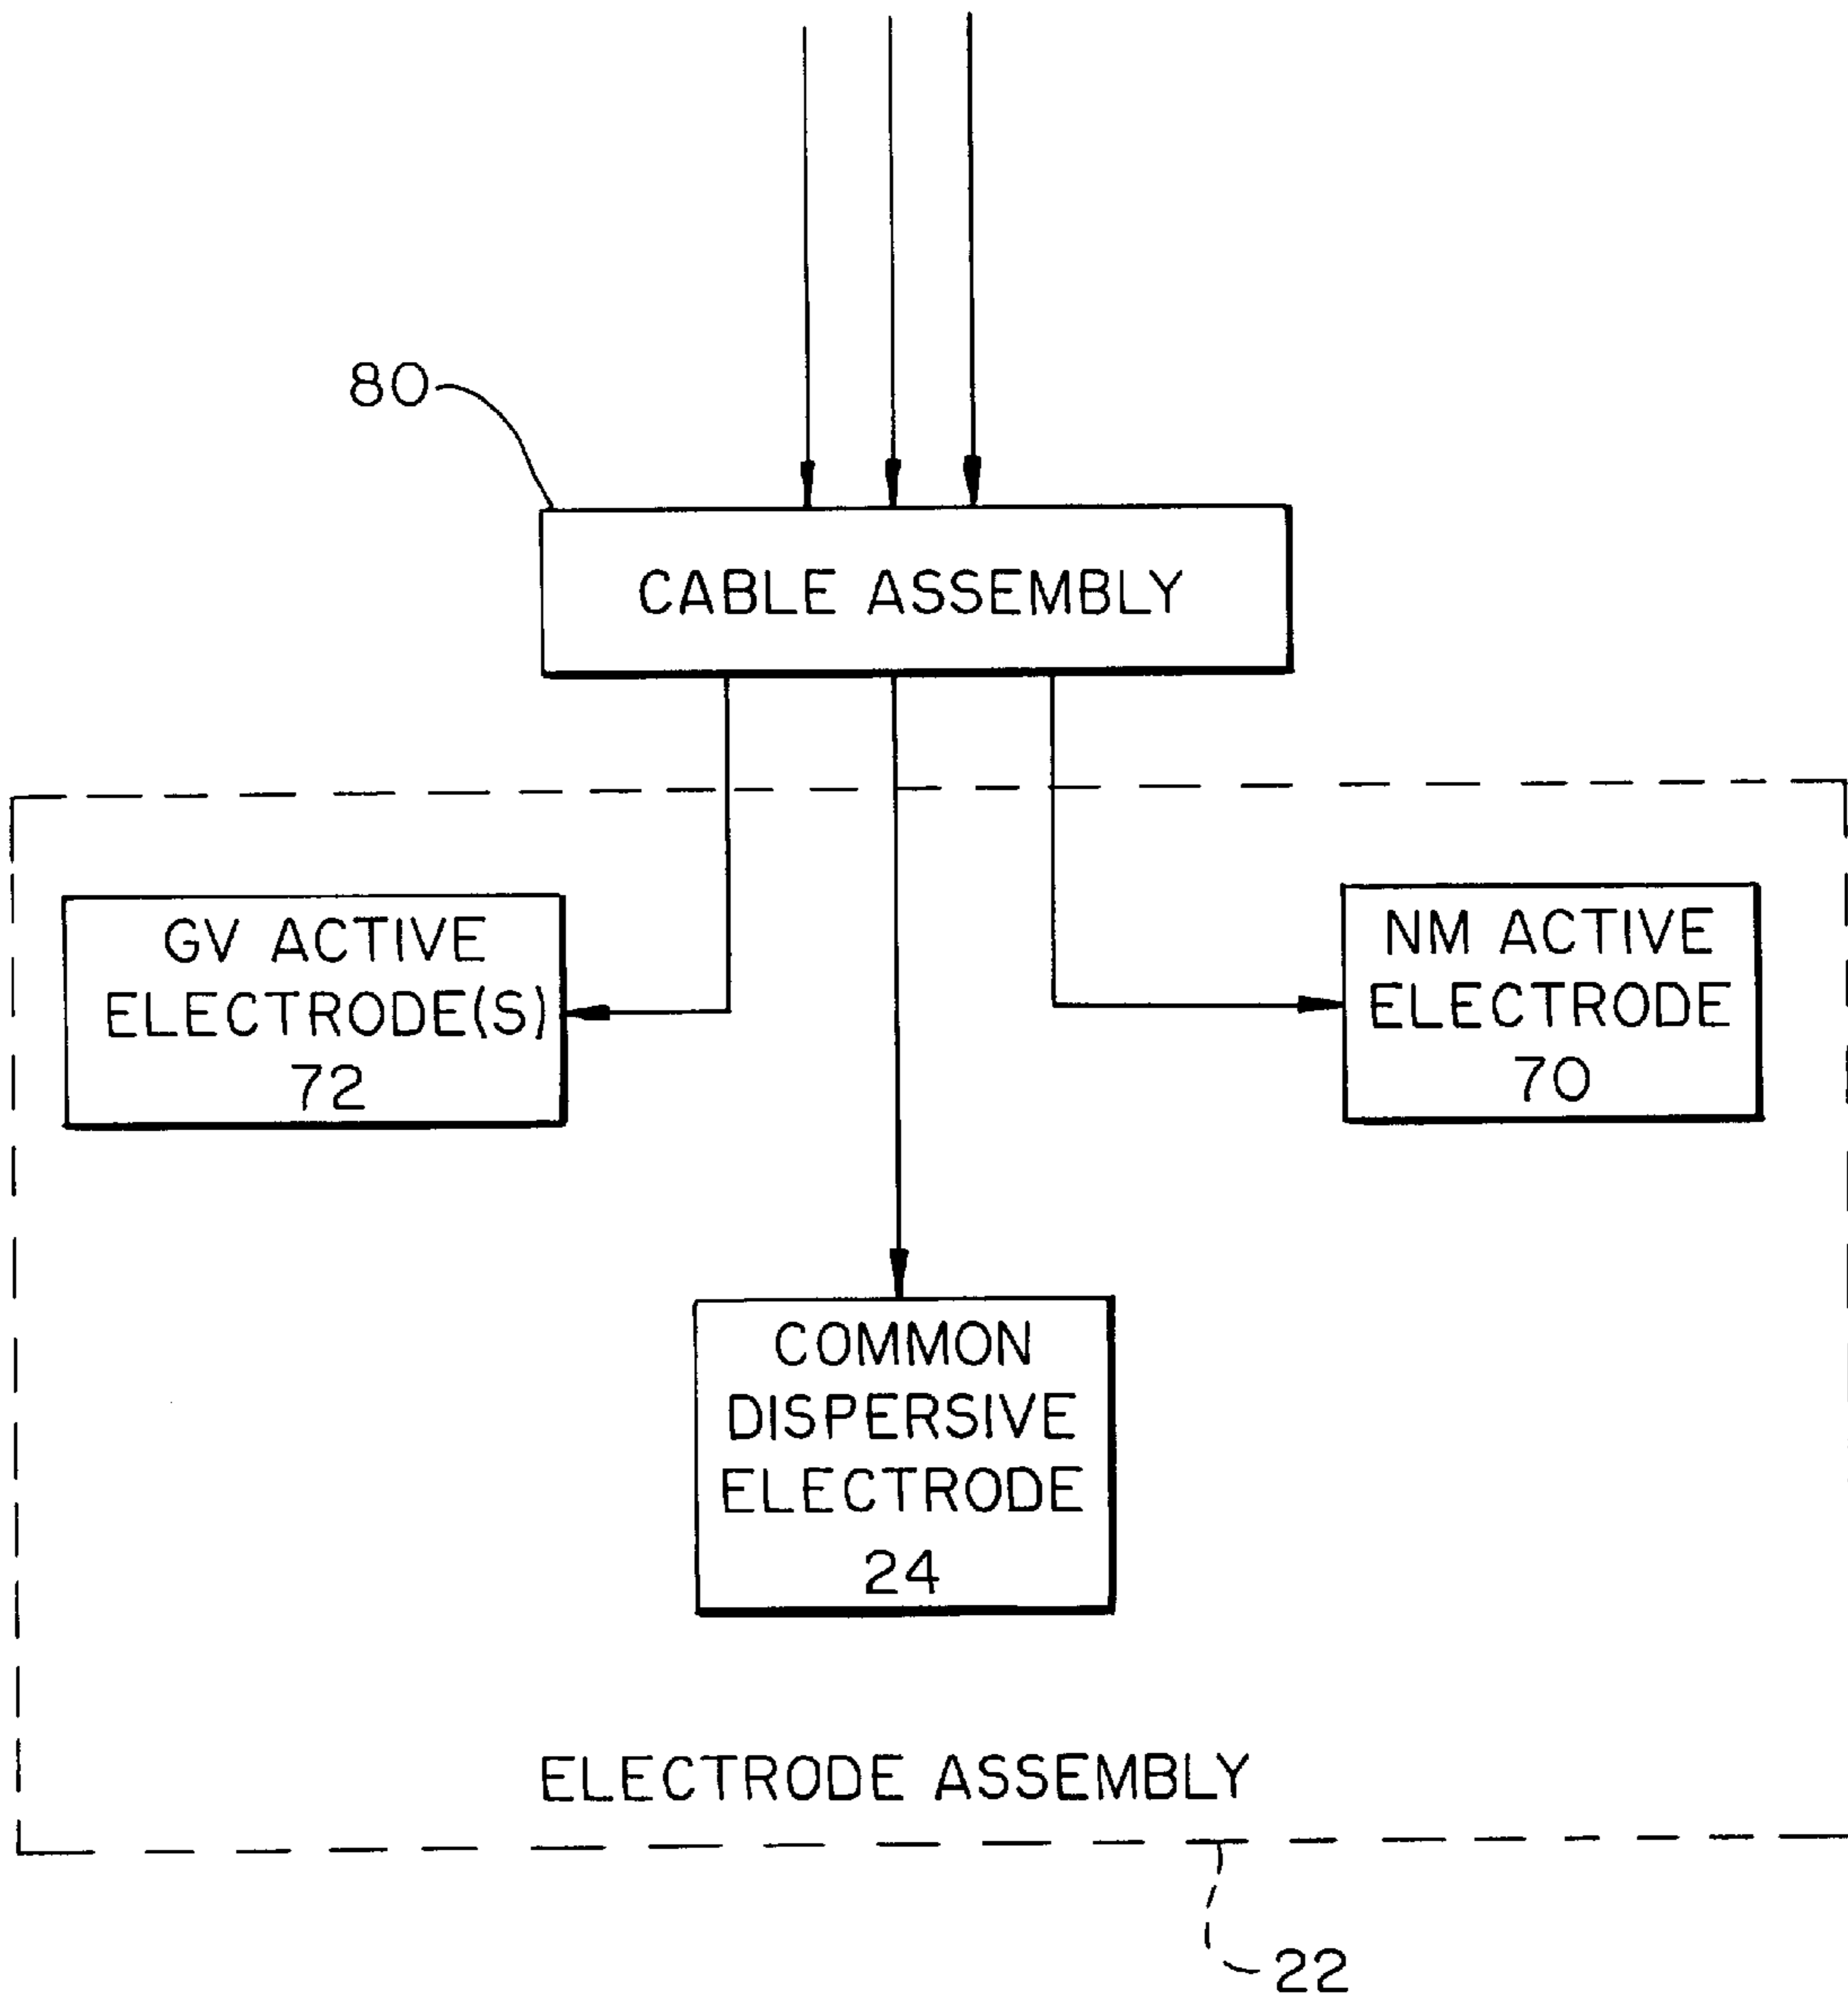 80
CABLE ASSEMBLY
GV ACTIVE
ELECTRODE(S)
72
NM ACTIVE
ELECTRODE
70
COMMON
DISPERSIVE
ELECTRODE
24
ELECTRODE ASSEMBLY
22